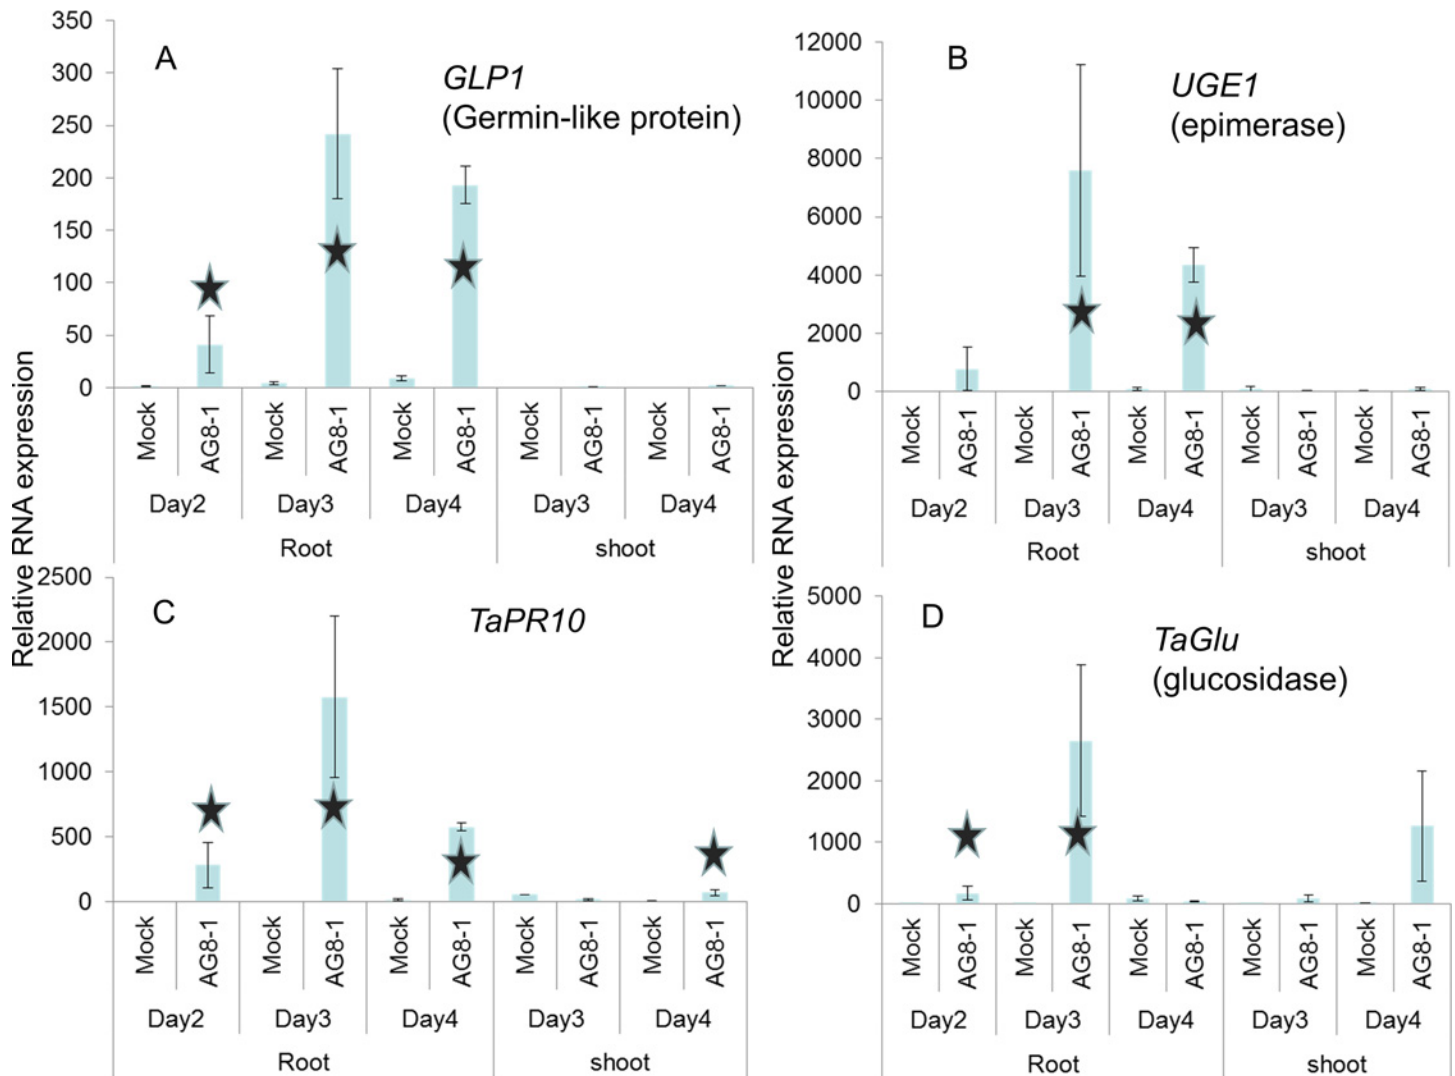 Relative RNA expression
A
GLP1
(Germin-like protein)
350
300
250
200
150
100
50
0
Mock
AG8-1
Mock
AG8-1
Mock
AG8-1
Mock
AG8-1
Mock
AG8-1
Day2
Day3
Day4
Day3
Day4
Root
shoot
Relative RNA expression
B
UGE1
(epimerase)
12000
10000
8000
6000
4000
2000
0
Mock
AG8-1
Mock
AG8-1
Mock
AG8-1
Mock
AG8-1
Mock
AG8-1
Day2
Day3
Day4
Day3
Day4
Root
shoot
C
TaPR10
2500
2000
1500
1000
500
0
Mock
AG8-1
Mock
AG8-1
Mock
AG8-1
Mock
AG8-1
Mock
AG8-1
Day2
Day3
Day4
Day3
Day4
Root
shoot
D
TaGlu
(glucosidase)
5000
4000
3000
2000
1000
0
Mock
AG8-1
Mock
AG8-1
Mock
AG8-1
Mock
AG8-1
Mock
AG8-1
Day2
Day3
Day4
Day3
Day4
Root
shoot